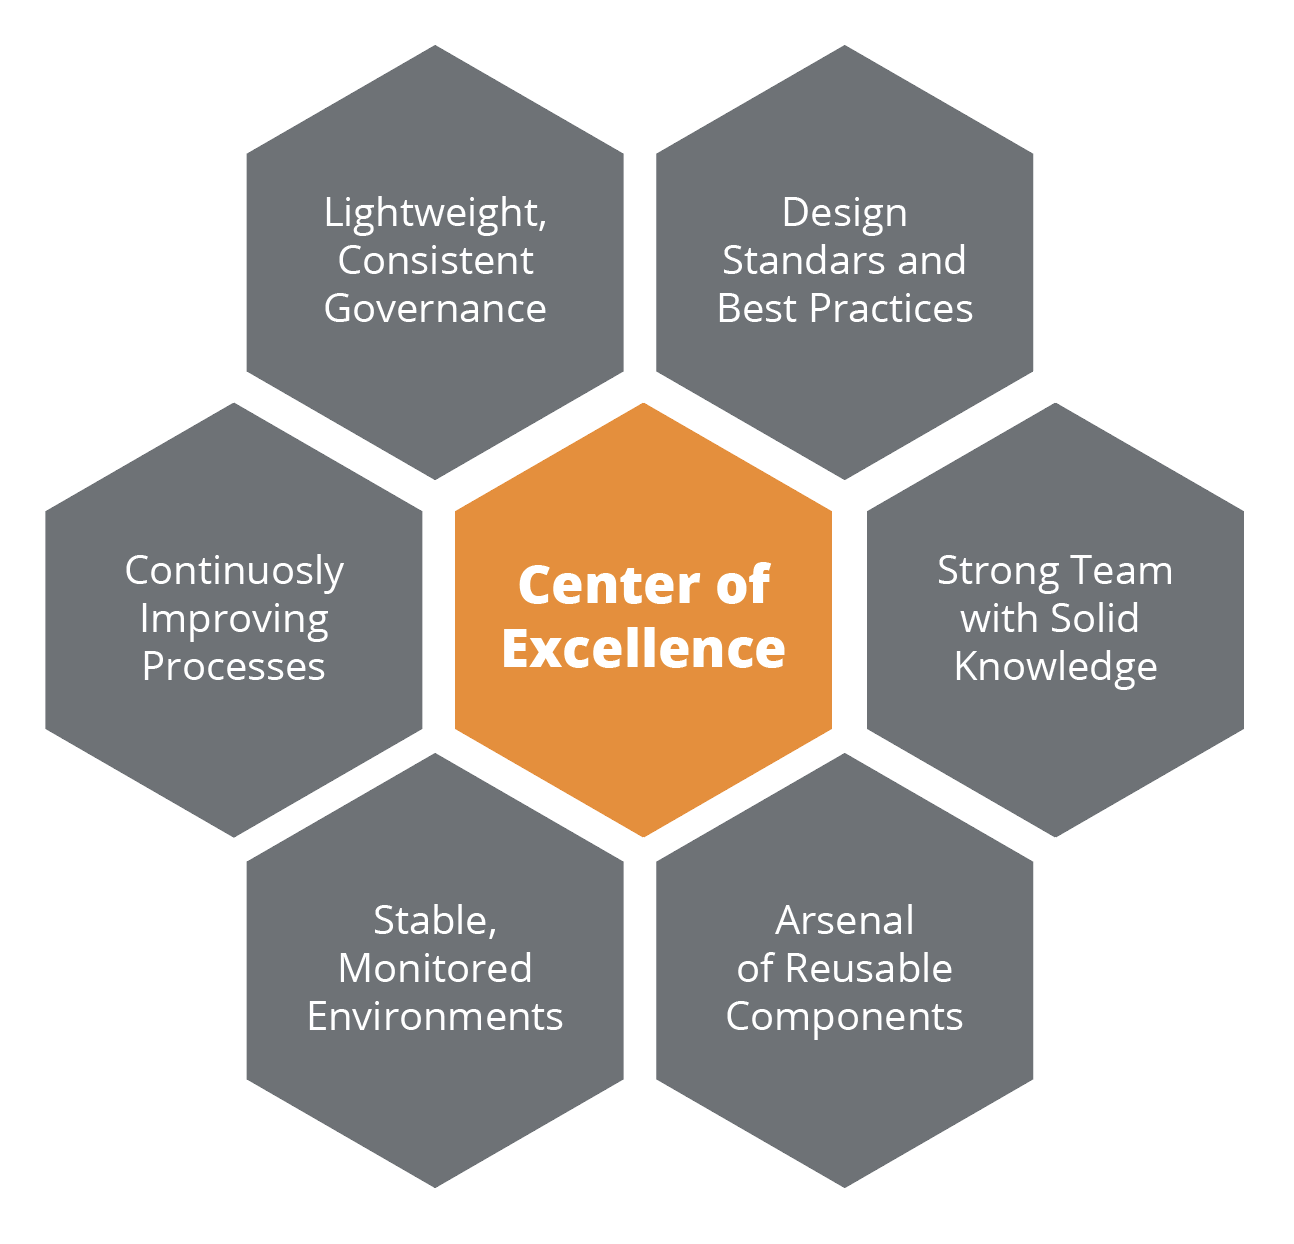 Lightweight,
Consistent
Governance
Design
Standars and
Best Practices
Continuosly
Improving
Processes
Center of
Excellence
Strong Team
with Solid
Knowledge
Stable,
Monitored
Environments
Arsenal
of Reusable
Components